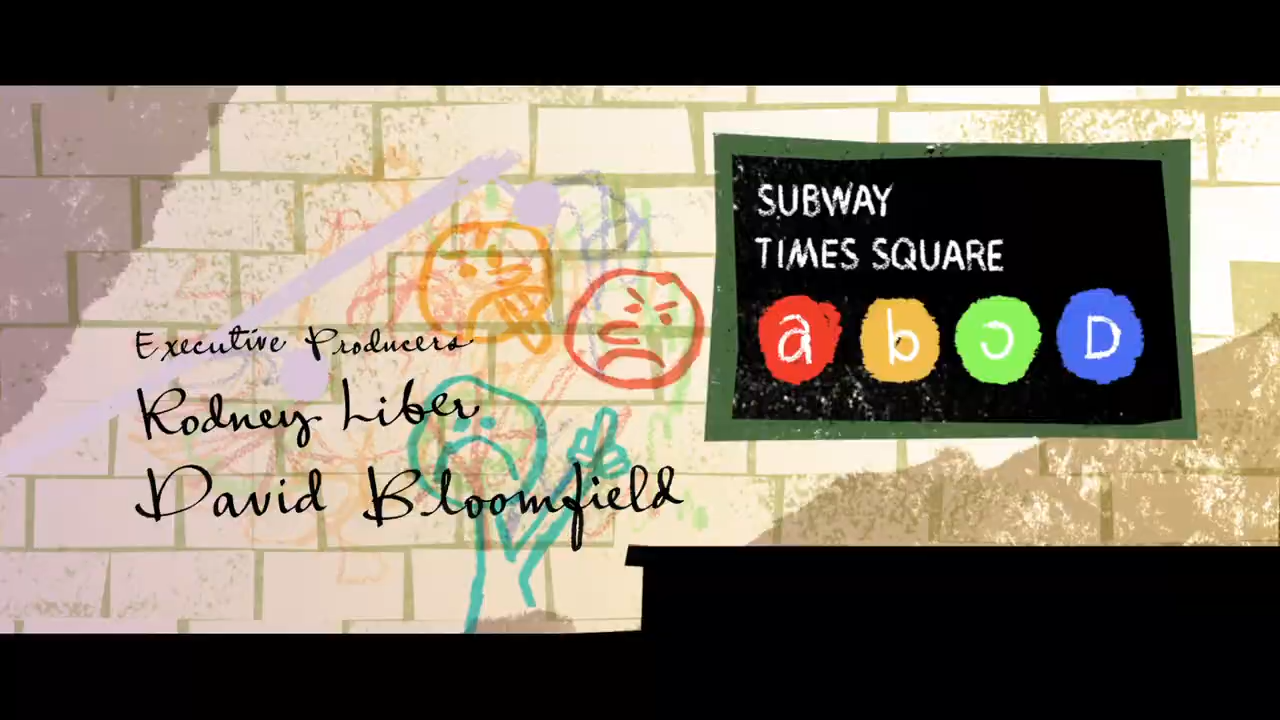 Executive Producers
Rodney Liber
David Bloomfield
SUBWAY
TIMES SQUARE
a b ɔ D